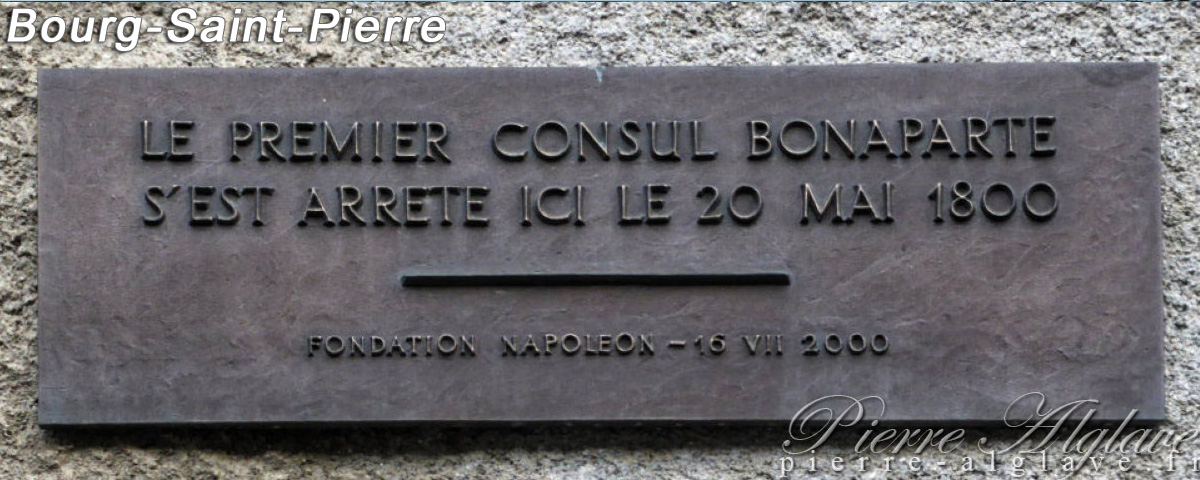 Bourg-Saint-Pierre
LE PREMIER CONSUL BONAPARTE
S'EST ARRETE ICI LE 20 MAI 1800
FONDATION NAPOLEON - 16 VII 2000
Pierre Alglave
pierre-alglave.fr